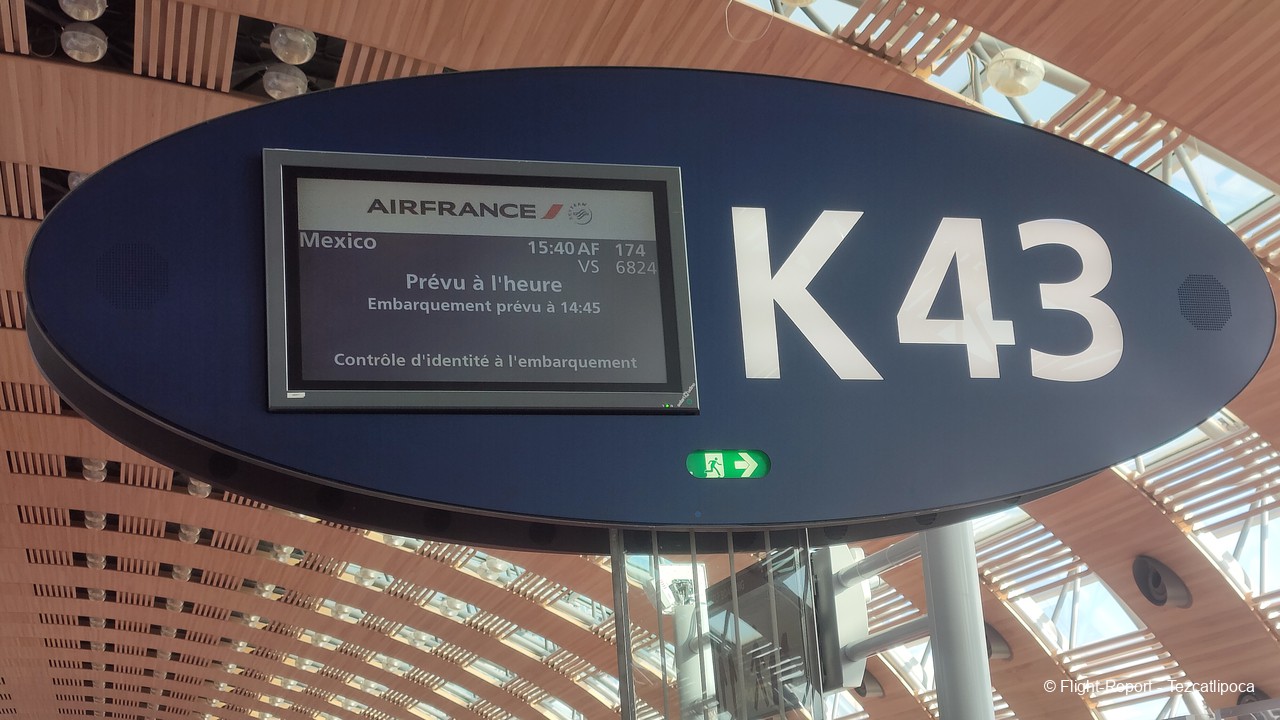 AIRFRANCE
Mexico 15:40 AF 174
VS 6824
Prévu à l'heure
Embarquement prévu à 14:45
Contrôle d'identité à l'embarquement
K43
© Flight-Report - Tezcatlipoca